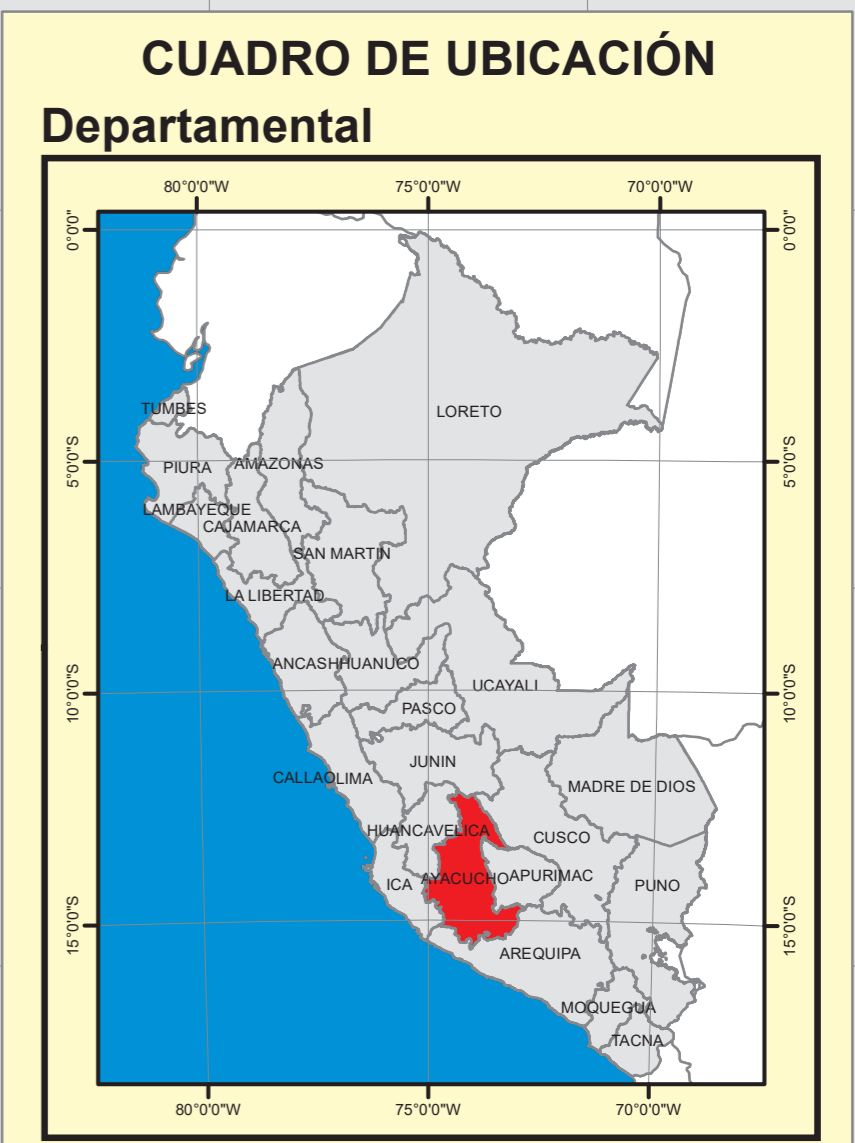 CUADRO DE UBICACIÓN
Departamental
80°0'0"W 75°0'0"W 70°0'0"W
0°0'0" 0°0'0"
TUMBES
LORETO
5°0'0"S 5°0'0"S
PIURA AMAZONAS
LAMBAYEQUE
CAJAMARCA
SAN MARTIN
LA LIBERTAD
ANCASH HUANUCO
UCAYALI
10°0'0"S 10°0'0"S
PASCO
JUNIN
CALLAO LIMA
MADRE DE DIOS
HUANCAVELICA
CUSCO
ICA AYACUCHO APURIMAC
PUNO
15°0'0"S 15°0'0"S
AREQUIPA
MOQUEGUA
TACNA
80°0'0"W 75°0'0"W 70°0'0"W